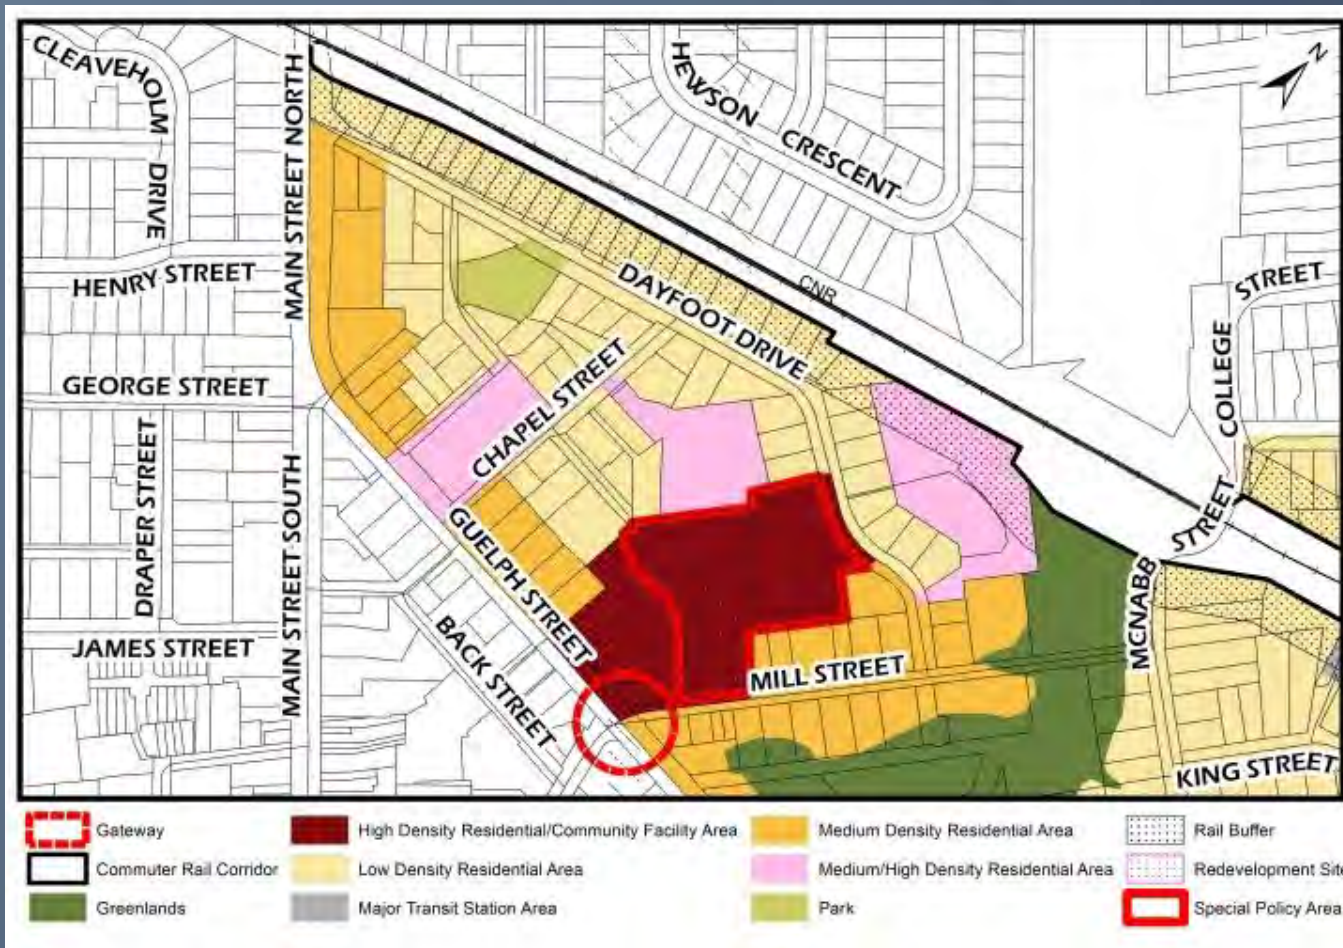 CLEAVEHOLM DRIVE
MAIN STREET NORTH
HEWSON CRESCENT
N
HENRY STREET
DAYFOOT DRIVE
CNR
STREET
COLLEGE
GEORGE STREET
CHAPEL STREET
DRAPER STREET
MAIN STREET SOUTH
GUELPH STREET
STREET
MCNABB
JAMES STREET
BACK STREET
MILL STREET
KING STREET
Gateway
High Density Residential/Community Facility Area
Medium Density Residential Area
Rail Buffer
Commuter Rail Corridor
Low Density Residential Area
Medium/High Density Residential Area
Redevelopment Site
Greenlands
Major Transit Station Area
Park
Special Policy Area